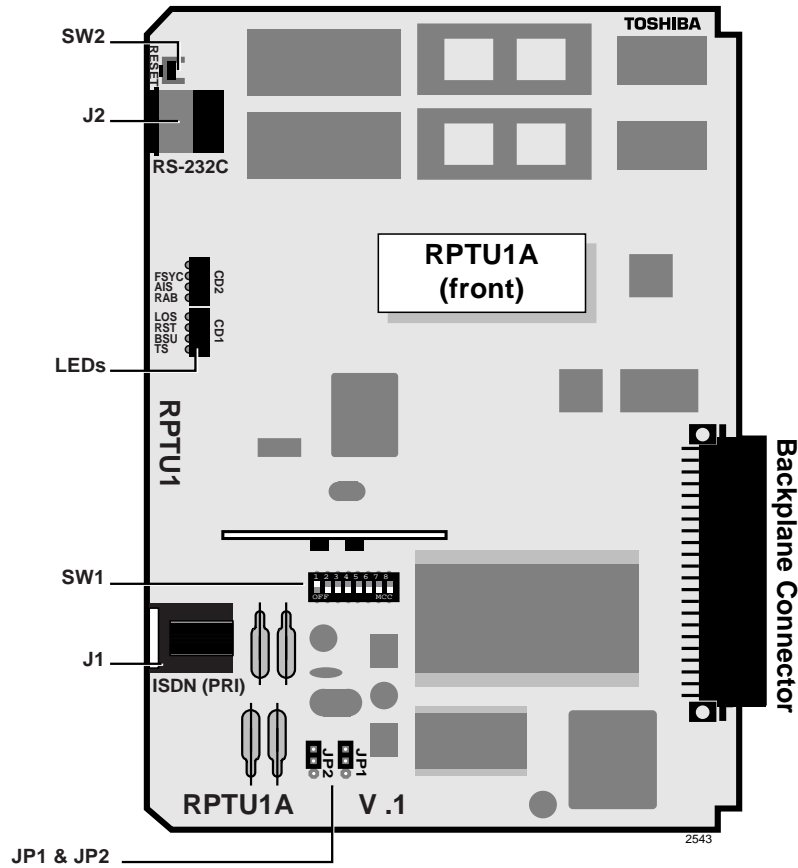 TOSHIBA
SW2
RESET
J2
RS-232C
RPTU1A
(front)
FSYC
AIS
RAB
CD2
LOS
RST
BSU
TS
CD1
LEDs
RPTU1
Backplane Connector
SW1
1 2 3 4 5 6 7 8
OFF
MCC
J1
ISDN (PRI)
JP2
JP1
RPTU1A
V .1
2543
JP1 & JP2